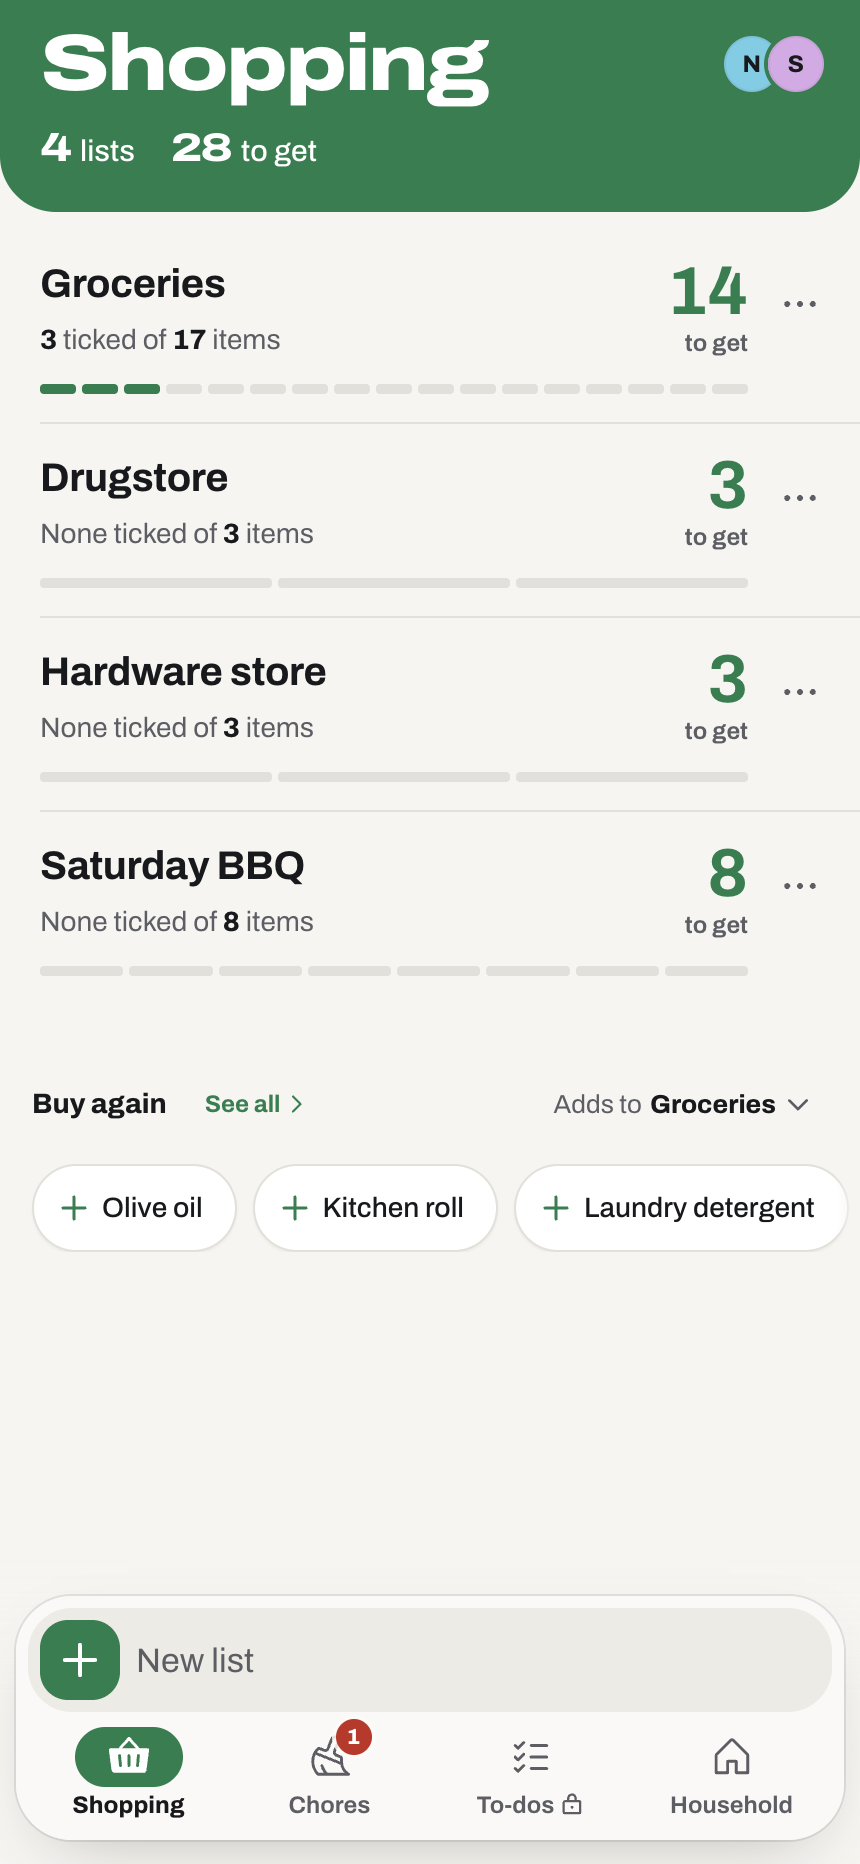 Shopping
N S
4 lists 28 to get
Groceries
14
3 ticked of 17 items
to get
Drugstore
3
None ticked of 3 items
to get
Hardware store
3
None ticked of 3 items
to get
Saturday BBQ
8
None ticked of 8 items
to get
Buy again See all Adds to Groceries
Olive oil Kitchen roll Laundry detergent
New list
1
Shopping Chores To-dos Household